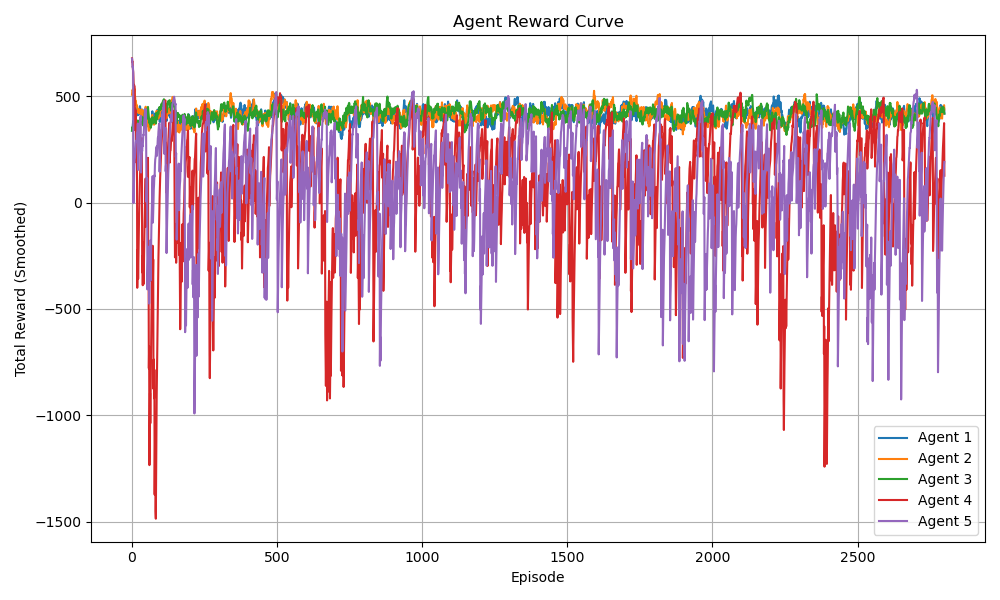 Agent Reward Curve
Total Reward (Smoothed)
500
0
−500
−1000
−1500
0 500 1000 1500 2000 2500
Episode
Agent 1
Agent 2
Agent 3
Agent 4
Agent 5